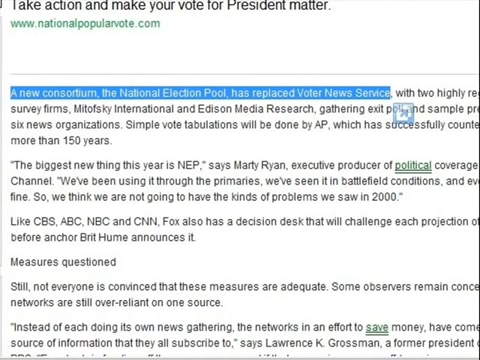 Take action and make your vote for President matter.
www.nationalpopularvote.com
A new consortium, the National Election Pool, has replaced Voter News Service, with two highly
survey firms, Mitofsky International and Edison Media Research, gathering exit and sample
six news organizations. Simple vote tabulations will be done by AP, which has successfully
more than 150 years.
"The biggest new thing this year is NEP," says Marty Ryan, executive producer of political coverage
Channel. "We've been using it through the primaries, we've seen it in battlefield conditions, and
fine. So, we think we are not going to have the kinds of problems we saw in 2000."
Like CBS, ABC, NBC and CNN, Fox also has a decision desk that will challenge each projection of
before anchor Brit Hume announces it.
Measures questioned
Still, not everyone is convinced that these measures are adequate. Some observers remain
networks are still over-reliant on one source.
"Instead of each doing its own news gathering, the networks in an effort to save money, have
source of information that they all subscribe to," says Lawrence K. Grossman, a former president